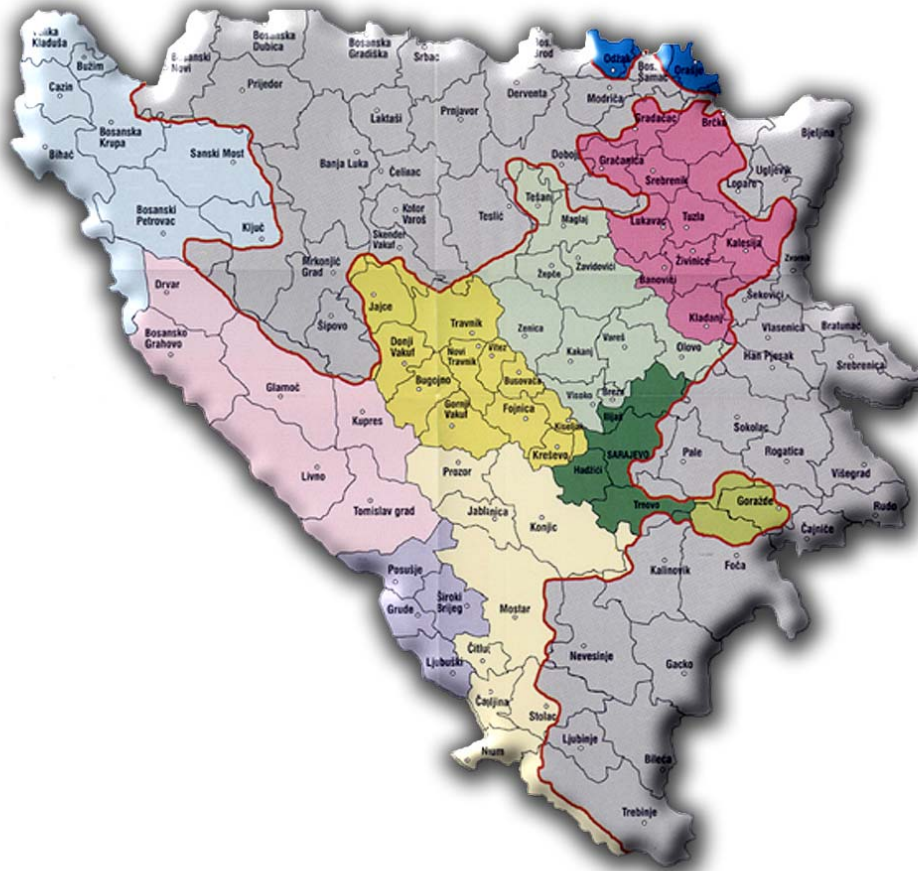 Kladuša
Bužim
Cazin
Bosanska
Krupa
Bihać
Sanski Most
Bosanski
Petrovac
Ključ
Novi
Bosanska
Dubica
Prijedor
Bosanska
Gradiška
Srbac
Laktaši
Prnjavor
Banja Luka
Čelinac
Kotor
Varoš
Skender
Vakuf
Mrkonjić
Grad
Šipovo
Teslić
Derventa
Brod
Odžak
Bos.
Šamac
Orašje
Modriča
Doboj
Gradačac
Brčko
Gračanica
Srebrenik
Bjeljina
Ugljevik
Lopare
Tešanj
Maglaj
Lukavac
Tuzla
Kalesija
Živinice
Banovići
Kladanj
Zvornik
Šekovići
Žepče
Zavidovići
Zenica
Kakanj
Vareš
Olovo
Visoko
Breza
Vlasenica
Bratunac
Han Pjesak
Srebrenica
Drvar
Bosansko
Grahovo
Glamoč
Kupres
Livno
Tomislav grad
Jajce
Donji
Vakuf
Travnik
Novi
Travnik
Vitez
Bugojno
Busovača
Gornji
Vakuf
Fojnica
Kiseljak
Kreševo
Ilijaš
SARAJEVO
Hadžići
Trnovo
Sokolac
Pale
Rogatica
Višegrad
Rudo
Goražde
Čajniče
Foča
Kalinovik
Prozor
Jablanica
Konjic
Posušje
Grude
Široki
Brijeg
Ljubuški
Mostar
Čitluk
Čapljina
Stolac
Nevesinje
Gacko
Ljubinje
Bileća
Trebinje